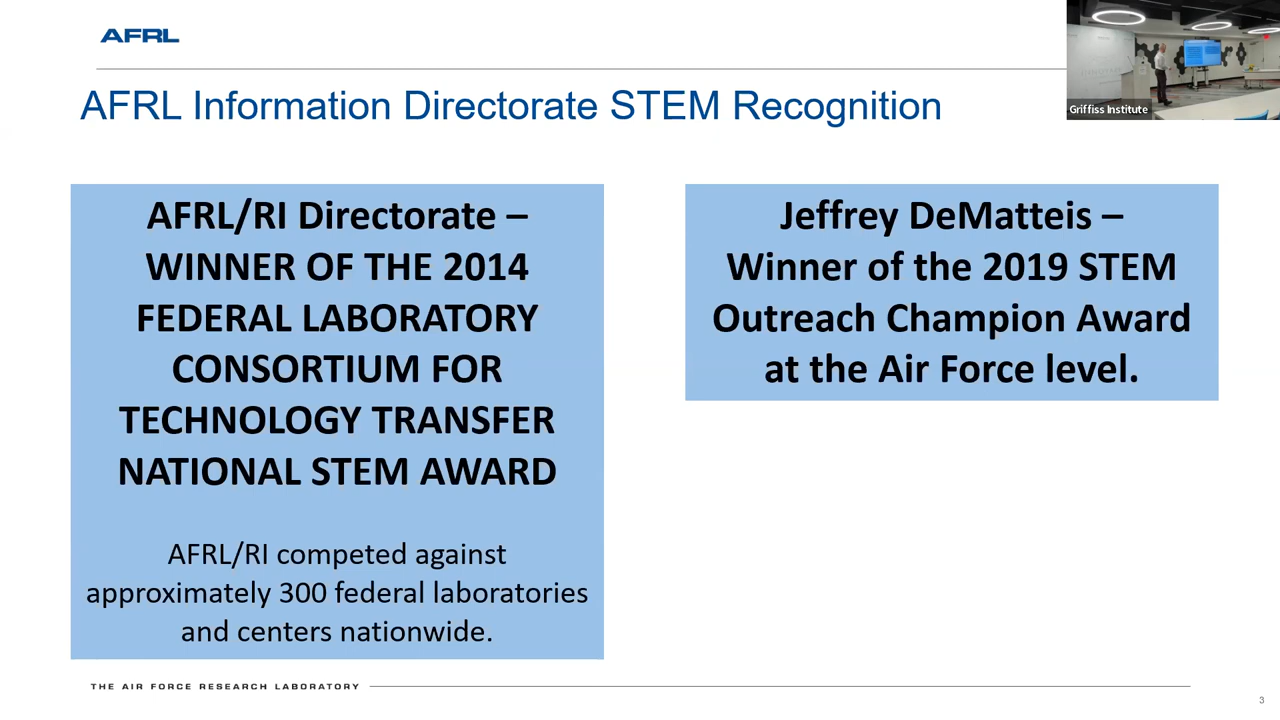 AFRL
Griffiss Institute
AFRL Information Directorate STEM Recognition
AFRL/RI Directorate –
WINNER OF THE 2014
FEDERAL LABORATORY
CONSORTIUM FOR
TECHNOLOGY TRANSFER
NATIONAL STEM AWARD
AFRL/RI competed against
approximately 300 federal laboratories
and centers nationwide.
Jeffrey DeMatteis –
Winner of the 2019 STEM
Outreach Champion Award
at the Air Force level.
THE AIR FORCE RESEARCH LABORATORY
3